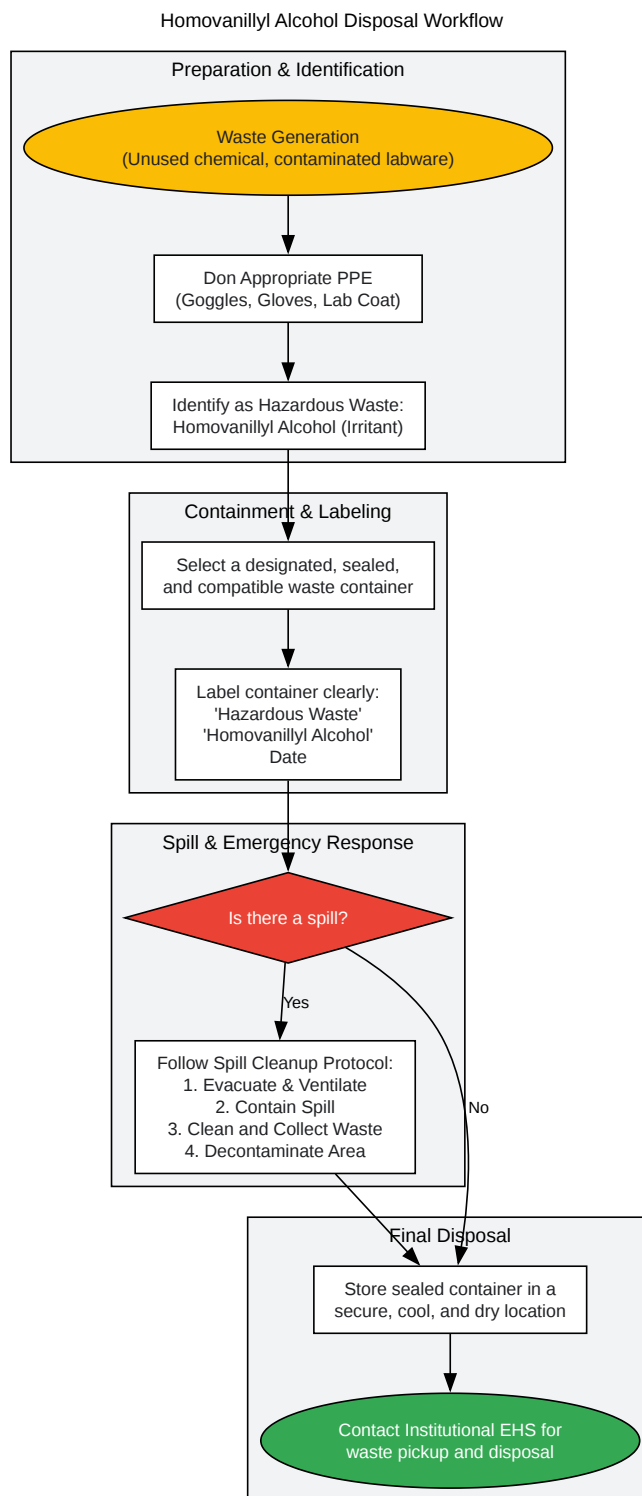 Homovanillyl Alcohol Disposal Workflow
Preparation & Identification
Waste Generation
(Unused chemical, contaminated labware)
Don Appropriate PPE
(Goggles, Gloves, Lab Coat)
Identify as Hazardous Waste:
Homovanillyl Alcohol (Irritant)
Containment & Labeling
Select a designated, sealed,
and compatible waste container
Label container clearly:
'Hazardous Waste'
'Homovanillyl Alcohol'
Date
Spill & Emergency Response
Is there a spill?
Yes
Follow Spill Cleanup Protocol:
1. Evacuate & Ventilate
2. Contain Spill
3. Clean and Collect Waste
4. Decontaminate Area
No
Final Disposal
Store sealed container in a
secure, cool, and dry location
Contact Institutional EHS for
waste pickup and disposal